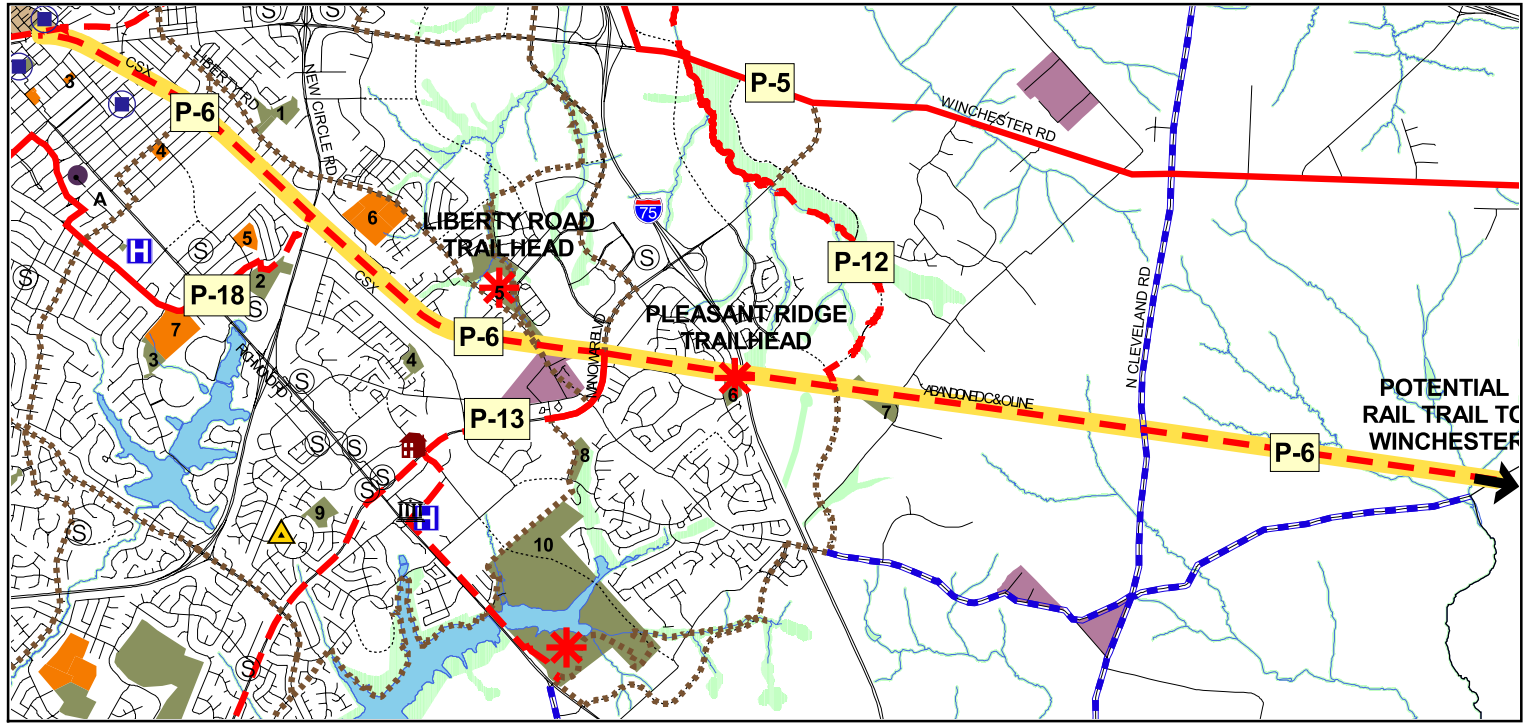 S
S
CSX
LIBERTY RD
3
P-6
1
NEW CIRCLE RD
P-5
WINCHESTER RD
4
A
6
75
LIBERTY ROAD
TRAILHEAD
5
H
S
S
S
P-12
2
P-18
S
CSX
5
N CLEVELAND RD
7
3
P-6
PLEASANT RIDGE
TRAILHEAD
4
S
6
7
ABANDONEDC&OLINE
POTENTIAL
RAIL TRAIL TO
WINCHESTER
P-13
S
S
8
P-6
S
S
9
H
S
10
S